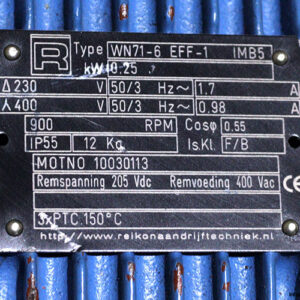 R Type WN71-6 EFF-1 IMB5
kW 0.25
Δ 230 V 50/3 Hz~ 1.7 A
⅄ 400 V 50/3 Hz~ 0.98 A
900 RPM Cosφ 0.55
IP55 12 Kg Is.Kl. F/B
MOTNO 10030113
Remspanning 205 Vdc Remvoeding 400 Vac
3xPTC.150°C CE
http://www.reikonaandrijftechniek.nl